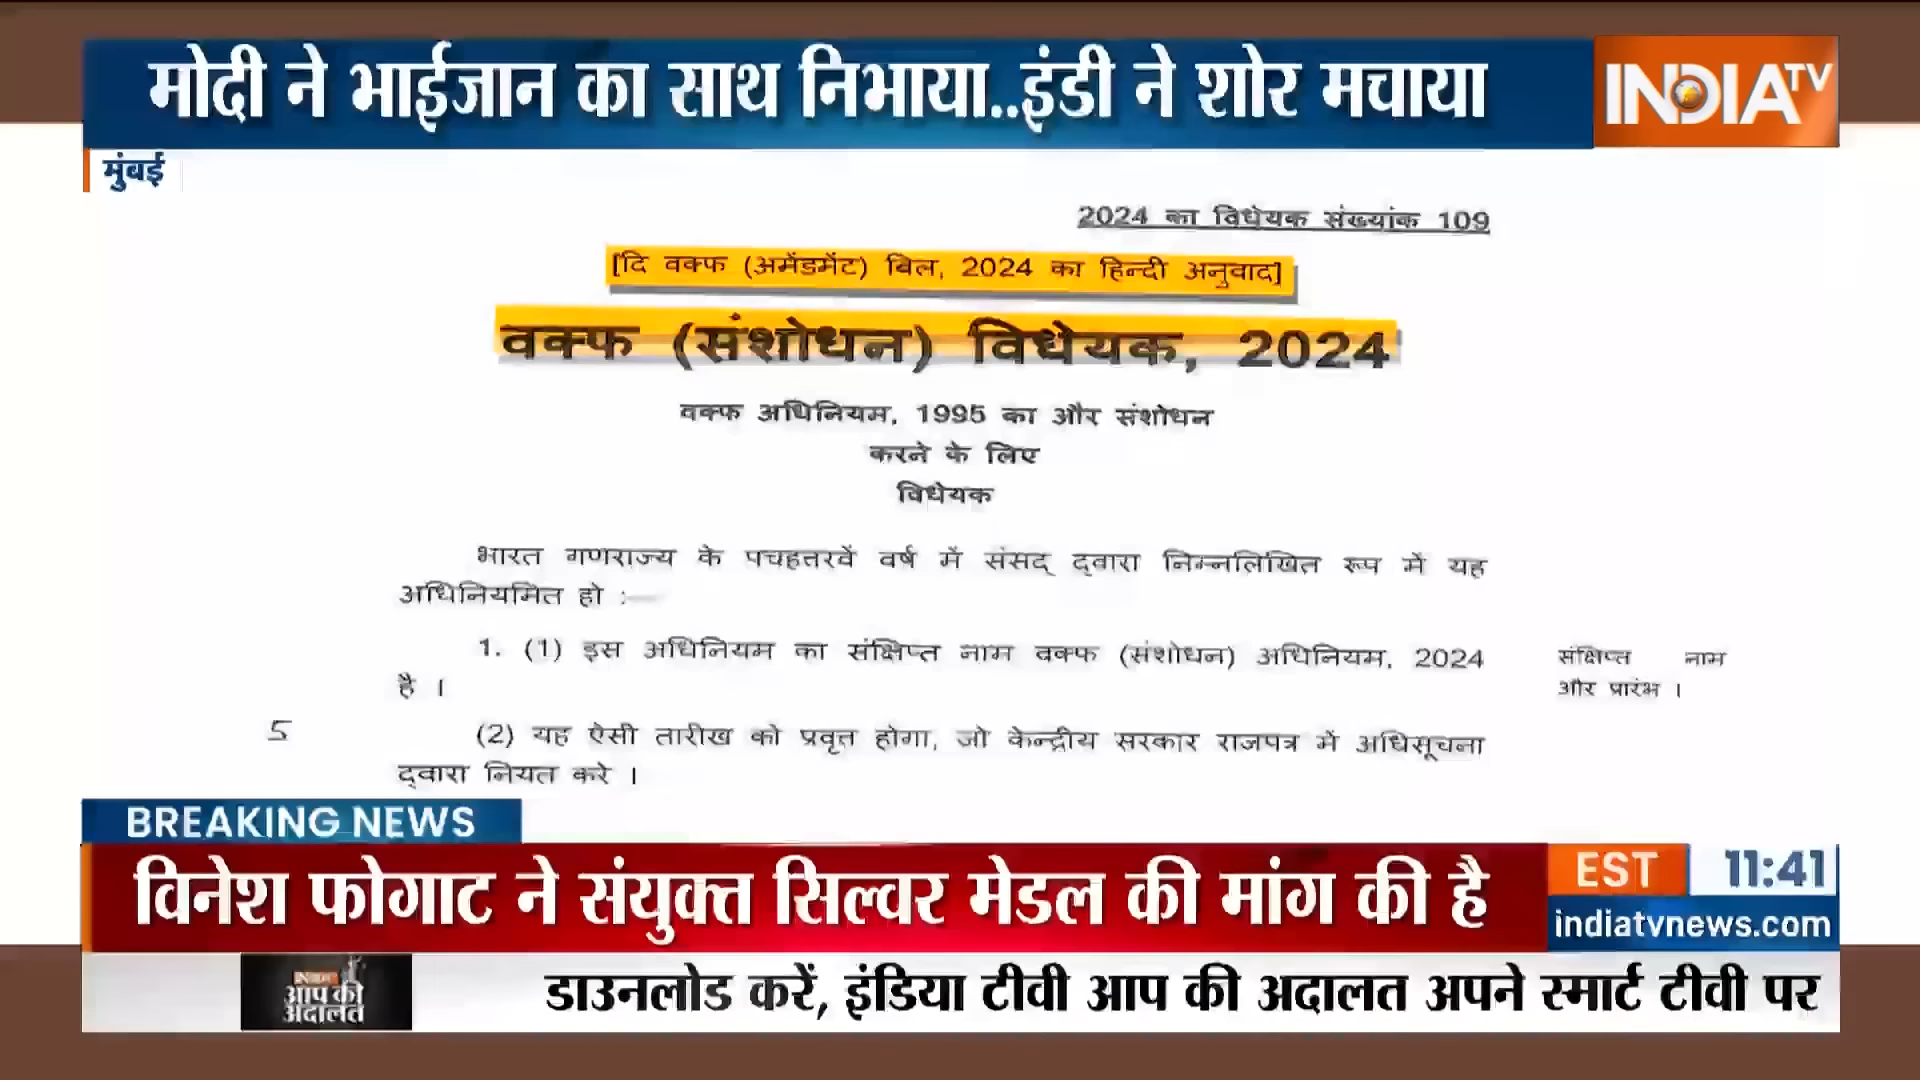 मोदी ने भाईजान का साथ निभाया..इंडी ने शोर मचाया
INDIA TV
मुंबई
2024 का विधेयक संख्यांक 109
[दि वक्फ (अमेंडमेंट) बिल, 2024 का हिन्दी अनुवाद]
वक्फ (संशोधन) विधेयक, 2024
वक्फ अधिनियम, 1995 का और संशोधन
करने के लिए
विधेयक
भारत गणराज्य के पचहत्तरवें वर्ष में संसद् द्वारा निम्नलिखित रूप में यह
अधिनियमित हो :—
1. (1) इस अधिनियम का संक्षिप्त नाम वक्फ (संशोधन) अधिनियम, 2024
है ।
संक्षिप्त नाम
और प्रारंभ ।
5
(2) यह ऐसी तारीख को प्रवृत्त होगा, जो केन्द्रीय सरकार राजपत्र में अधिसूचना
द्वारा नियत करे ।
BREAKING NEWS
विनेश फोगाट ने संयुक्त सिल्वर मेडल की मांग की है
EST 11:41
indiatvnews.com
आप की
अदालत
डाउनलोड करें, इंडिया टीवी आप की अदालत अपने स्मार्ट टीवी पर